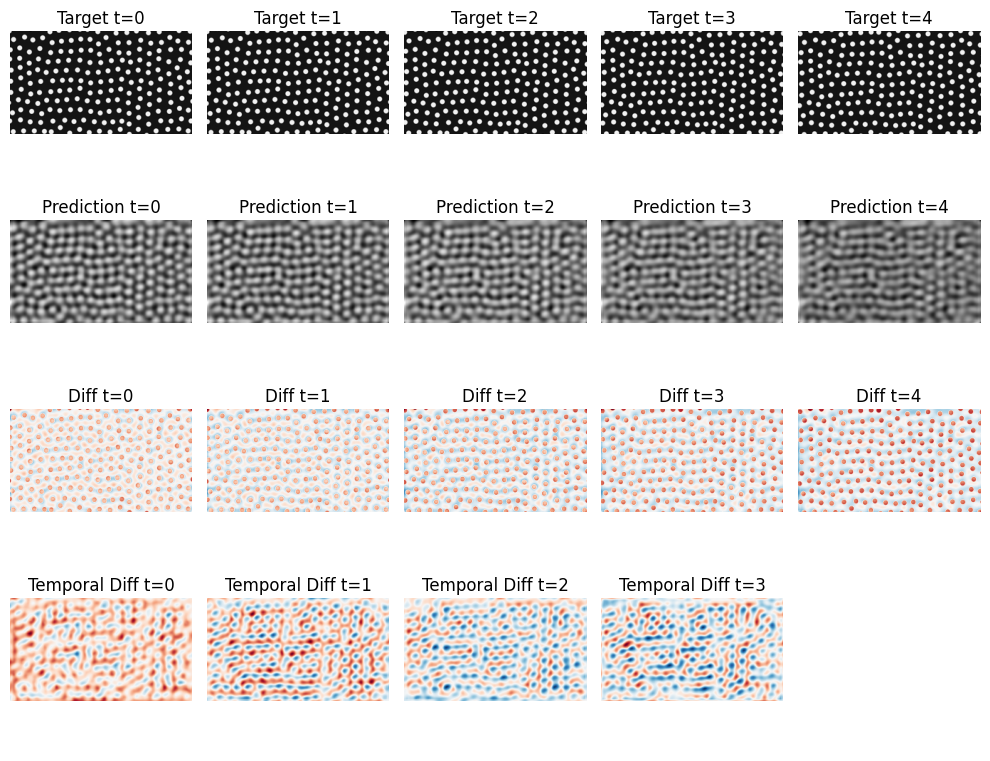 Target t=0 Target t=1 Target t=2 Target t=3 Target t=4
Prediction t=0 Prediction t=1 Prediction t=2 Prediction t=3 Prediction t=4
Diff t=0 Diff t=1 Diff t=2 Diff t=3 Diff t=4
Temporal Diff t=0 Temporal Diff t=1 Temporal Diff t=2 Temporal Diff t=3